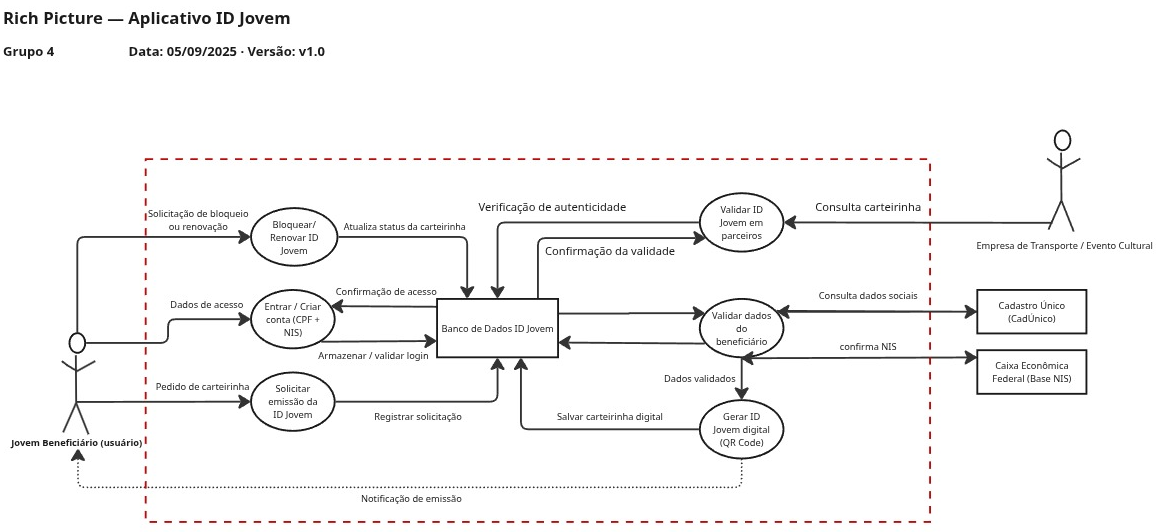 Rich Picture — Aplicativo ID Jovem
Grupo 4
Data: 05/09/2025 · Versão: v1.0
Solicitação de bloqueio
ou renovação
Bloquear/
Renovar ID
Jovem
Atualiza status da carteirinha
Verificação de autenticidade
Validar ID
Jovem em
parceiros
Consulta carteirinha
Empresa de Transporte / Evento Cultural
Confirmação da validade
Dados de acesso
Entrar / Criar
conta (CPF +
NIS)
Confirmação de acesso
Armazenar / validar login
Banco de Dados ID Jovem
Validar dados
do
beneficiário
Consulta dados sociais
Cadastro Único
(CadÚnico)
confirma NIS
Caixa Econômica
Federal (Base NIS)
Pedido de carteirinha
Solicitar
emissão da
ID Jovem
Registrar solicitação
Dados validados
Salvar carteirinha digital
Gerar ID
Jovem digital
(QR Code)
Jovem Beneficiário (usuário)
Notificação de emissão